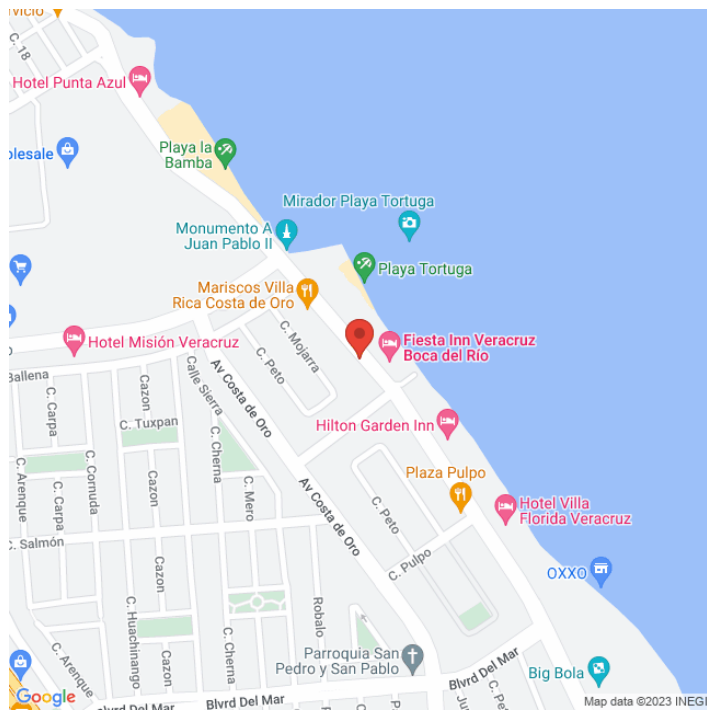 rvicio
C. 18
Hotel Punta Azul
olesale
Playa la
Bamba
Mirador Playa Tortuga
Monumento A
Juan Pablo II
Playa Tortuga
Mariscos Villa
Rica Costa de Oro
Hotel Misión Veracruz
Fiesta Inn Veracruz
Boca del Río
C. Mojarra
C. Peto
Ballena
C. Carpa
Cazon
Calle Sierra
Av Costa de Oro
C. Tuxpan
Hilton Garden Inn
C. Arenque
C. Carpa
C. Cornuda
Cazon
C. Cherna
C. Mero
Plaza Pulpo
C. Peto
Hotel Villa
Florida Veracruz
Av Costa de Oro
C. Salmón
C. Pulpo
OXXO
Cazon
C. Huachinango
Robalo
C. Cherna
C. Arenque
Cazon
Parroquia San
Pedro y San Pablo
Blvrd Del Mar
Big Bola
Blvrd Del Mar
C. Pe
Ju
Google
Map data ©2023 INEGI